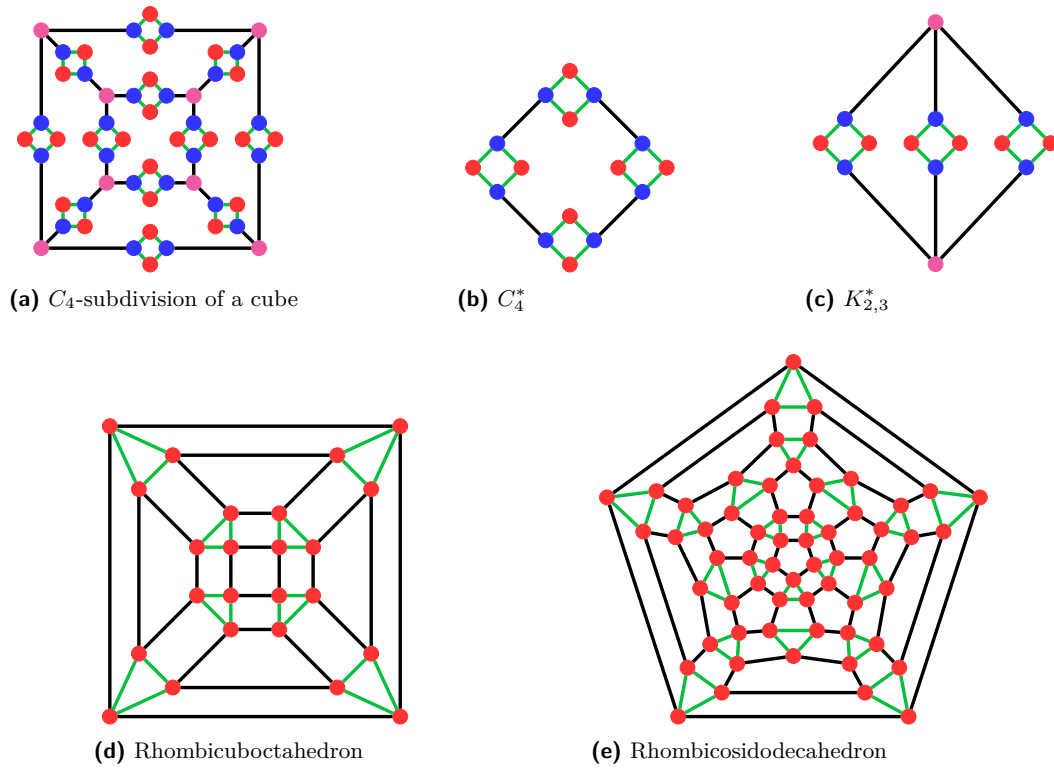 (a) C₄-subdivision of a cube
(b) C₄*
(c) K₂,₃*
(d) Rhombicuboctahedron
(e) Rhombicosidodecahedron